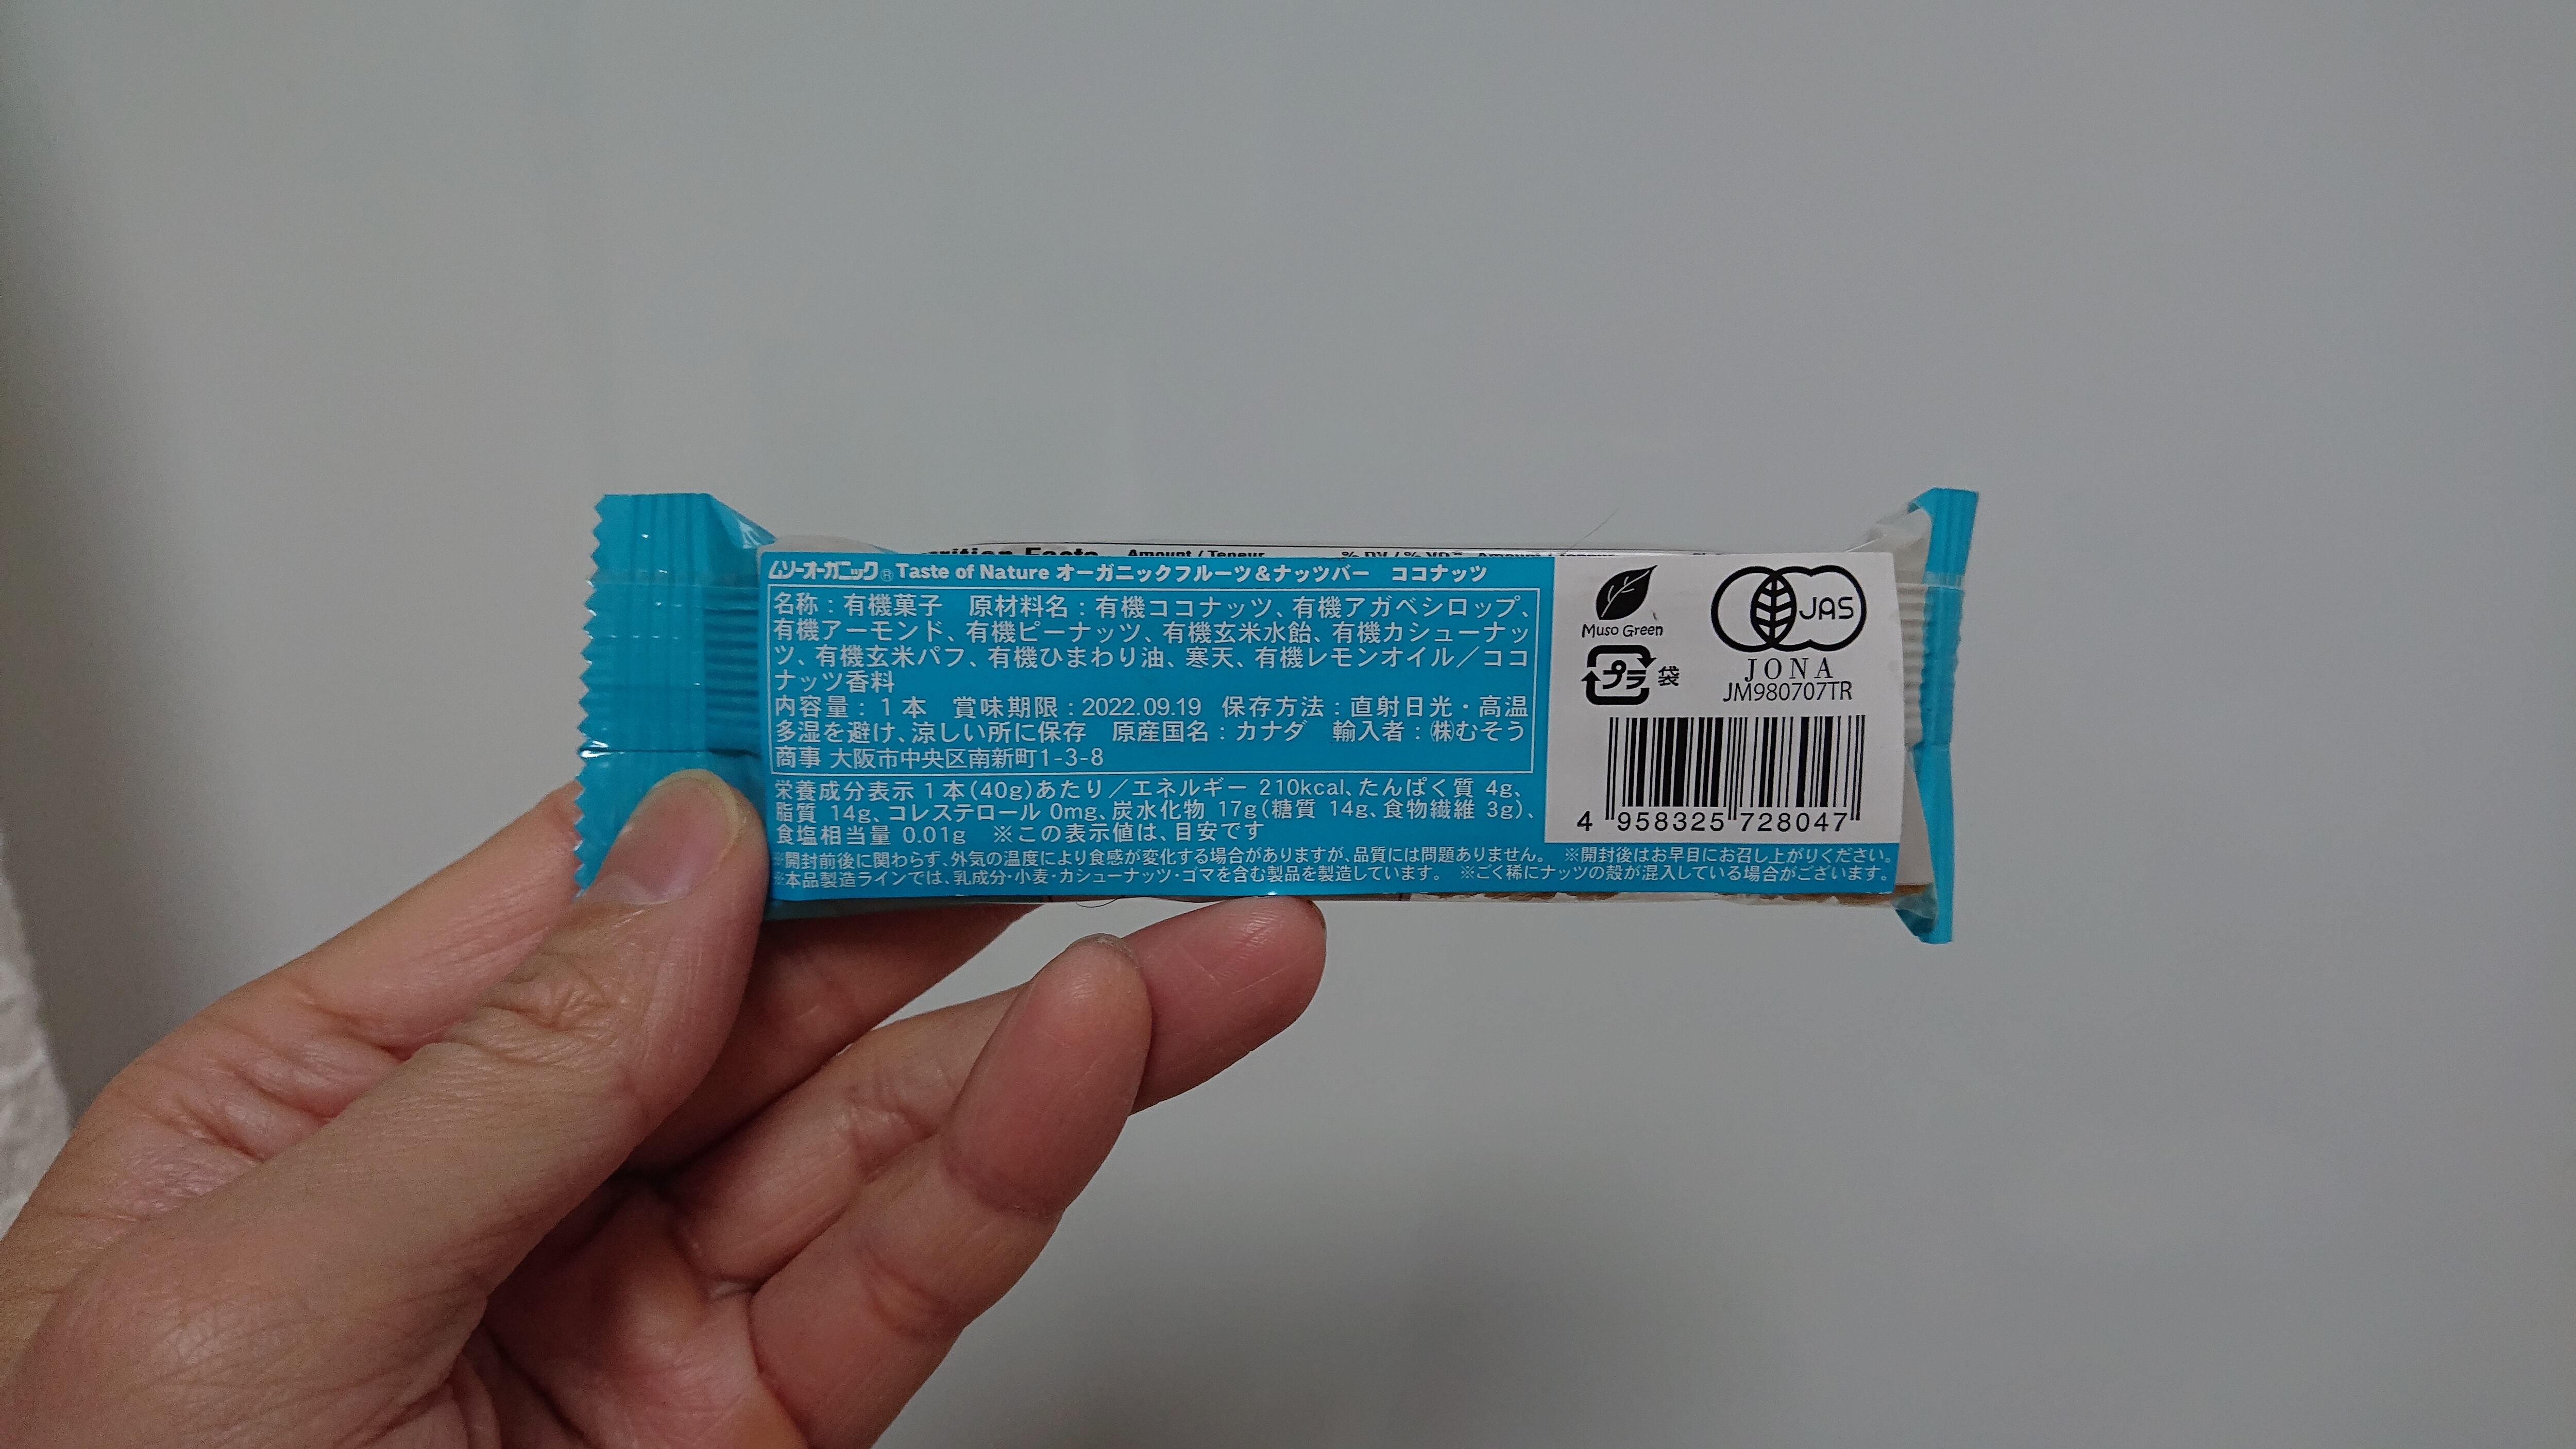 rition Facts Amount / Teneur % DV / % VQ Amount / Teneur
ムソーオーガニック® Taste of Nature オーガニックフルーツ&ナッツバー ココナッツ
名称：有機菓子 原材料名：有機ココナッツ、有機アガベシロップ、
有機アーモンド、有機ピーナッツ、有機玄米水飴、有機カシューナッ
ツ、有機玄米パフ、有機ひまわり油、寒天、有機レモンオイル／ココ
ナッツ香料
内容量：1本 賞味期限：2022.09.19 保存方法：直射日光・高温
多湿を避け、涼しい所に保存 原産国名：カナダ 輸入者：㈱むそう
商事 大阪市中央区南新町1-3-8
栄養成分表示1本(40g)あたり／エネルギー 210kcal、たんぱく質 4g、
脂質 14g、コレステロール 0mg、炭水化物 17g(糖質 14g、食物繊維 3g)、
食塩相当量 0.01g ※この表示値は、目安です
※開封前後に関わらず、外気の温度により食感が変化する場合がありますが、品質には問題ありません。 ※開封後はお早目にお召し上がりください。
※本品製造ラインでは、乳成分・小麦・カシューナッツ・ゴマを含む製品を製造しています。 ※ごく稀にナッツの殻が混入している場合がございます。
Muso Green
JAS
プラ 袋
JONA
JM980707TR
4 958325 728047